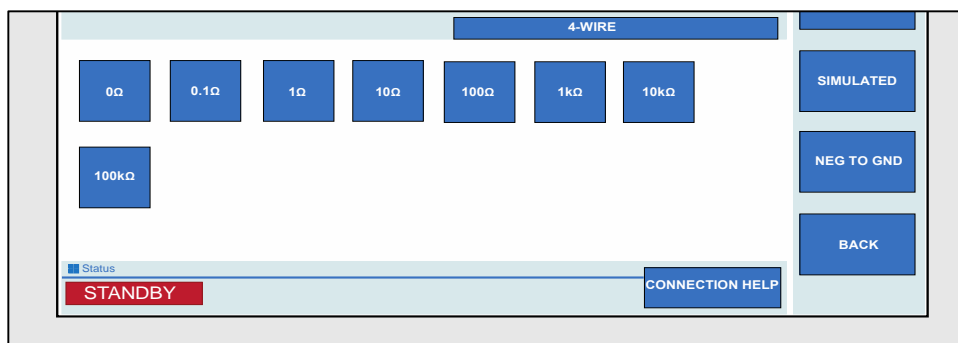 4-WIRE
0Ω 0.1Ω 1Ω 10Ω 100Ω 1kΩ 10kΩ
SIMULATED
100kΩ
NEG TO GND
BACK
Status
STANDBY
CONNECTION HELP